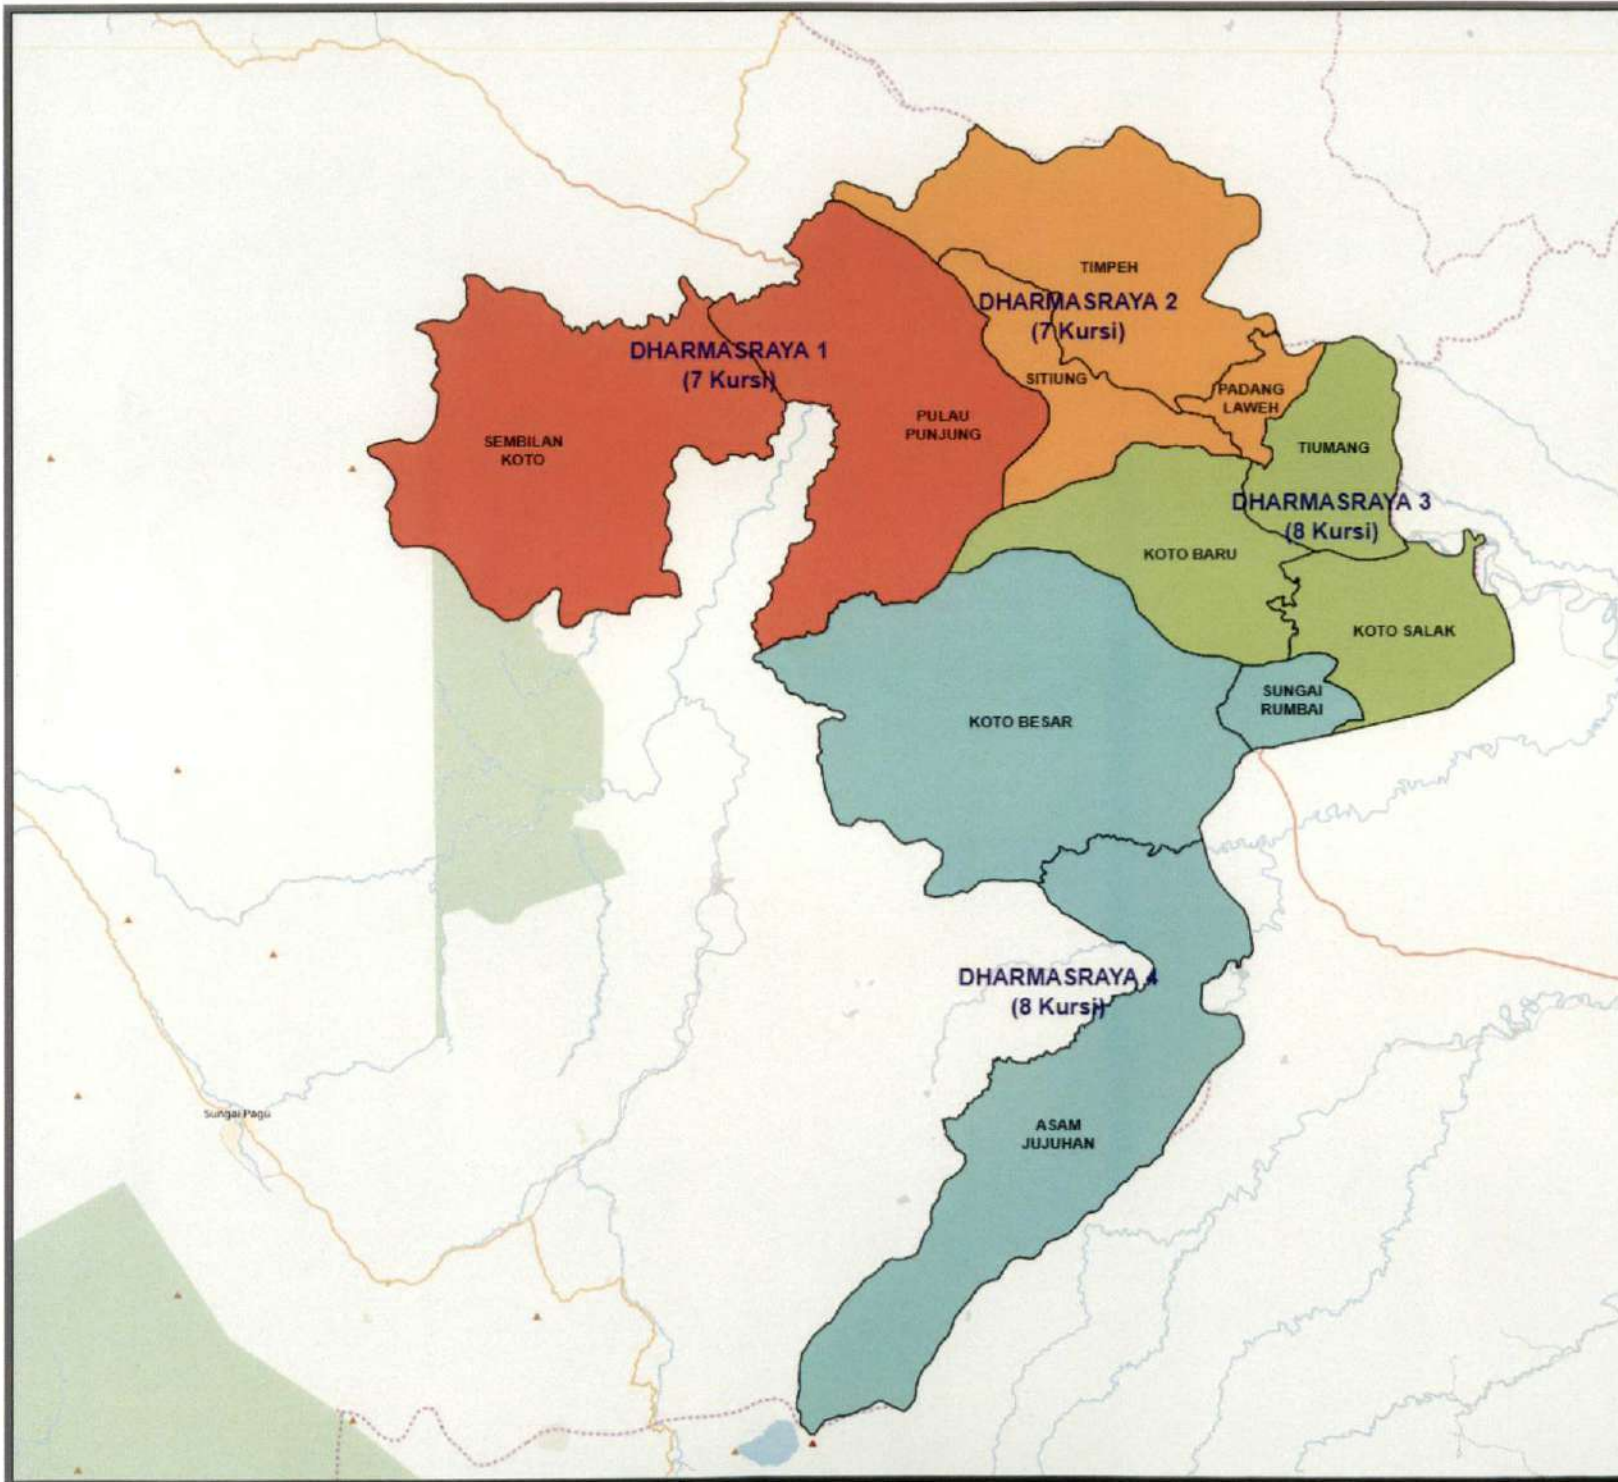 TIMPEH
DHARMASRAYA 2
(7 Kursi)
DHARMASRAYA 1
(7 Kursi)
SITIUNG
PADANG
LAWEH
PULAU
PUNJUNG
SEMBILAN
KOTO
TIUMANG
DHARMASRAYA 3
(8 Kursi)
KOTO BARU
KOTO SALAK
SUNGAI
RUMBAI
KOTO BESAR
DHARMASRAYA 4
(8 Kursi)
Sungai Pagu
ASAM
JUJUHAN